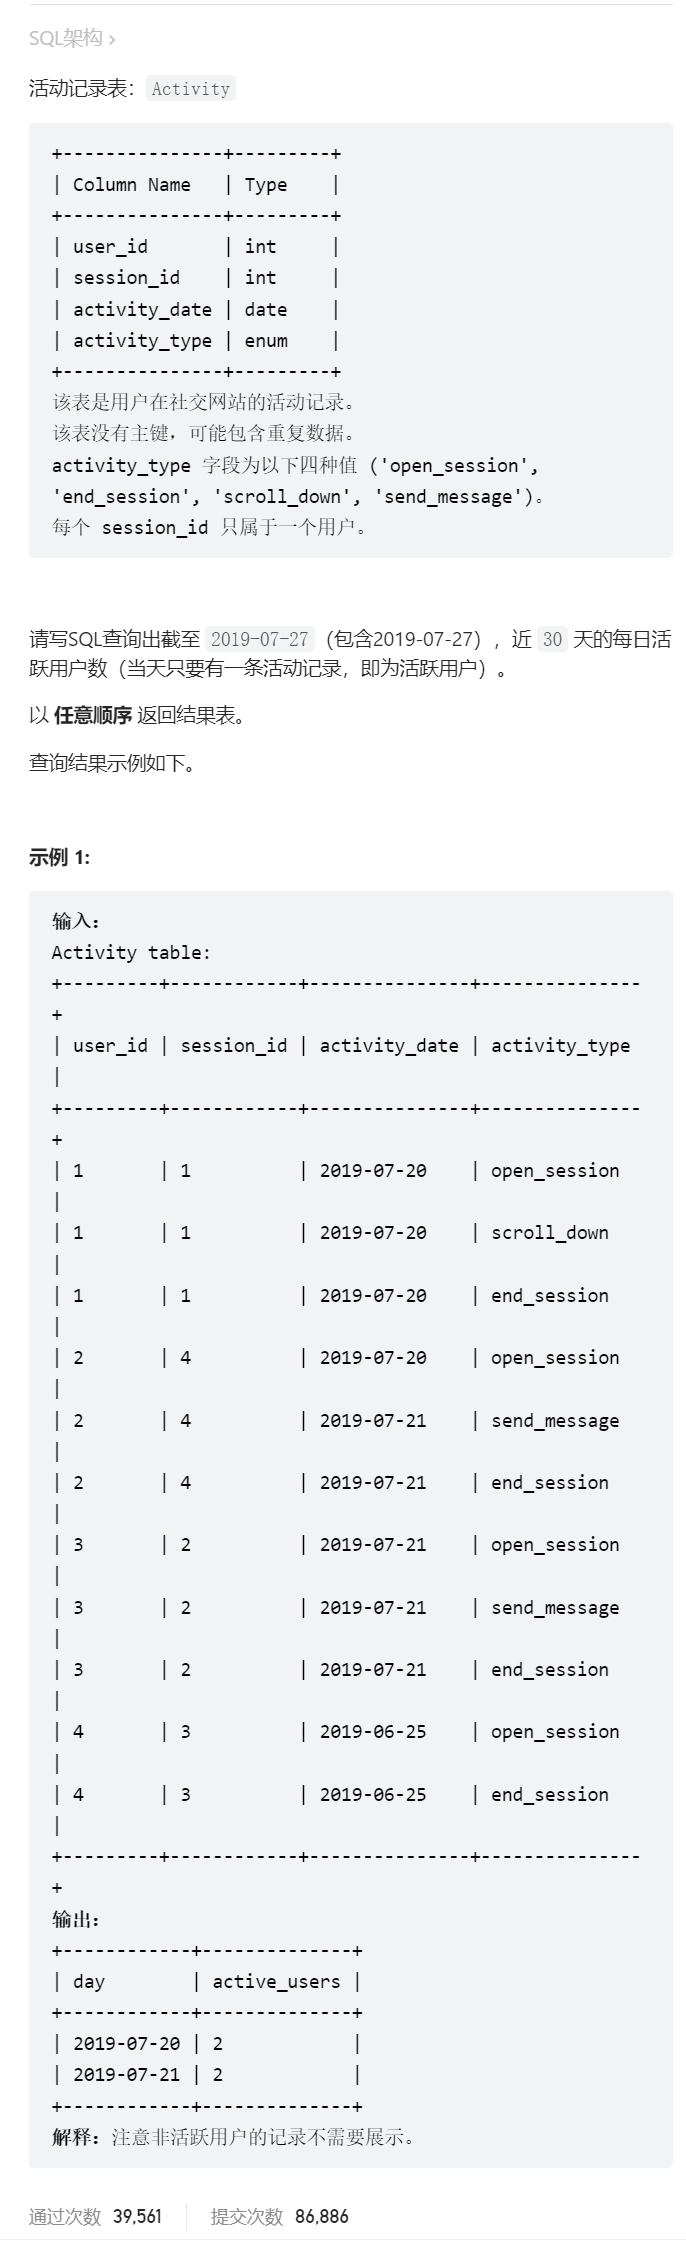 SQL架构 ›
活动记录表： Activity
+---------------+---------+
| Column Name   | Type    |
+---------------+---------+
| user_id       | int     |
| session_id    | int     |
| activity_date | date    |
| activity_type | enum    |
+---------------+---------+
该表是用户在社交网站的活动记录。
该表没有主键，可能包含重复数据。
activity_type 字段为以下四种值 ('open_session',
'end_session', 'scroll_down', 'send_message')。
每个 session_id 只属于一个用户。
请写SQL查询出截至 2019-07-27（包含2019-07-27），近 30 天的每日活
跃用户数（当天只要有一条活动记录，即为活跃用户）。
以 任意顺序 返回结果表。
查询结果示例如下。
示例 1:
输入：
Activity table:
+---------+------------+---------------+---------------
+
| user_id | session_id | activity_date | activity_type
|
+---------+------------+---------------+---------------
+
| 1       | 1          | 2019-07-20    | open_session
|
| 1       | 1          | 2019-07-20    | scroll_down
|
| 1       | 1          | 2019-07-20    | end_session
|
| 2       | 4          | 2019-07-20    | open_session
|
| 2       | 4          | 2019-07-21    | send_message
|
| 2       | 4          | 2019-07-21    | end_session
|
| 3       | 2          | 2019-07-21    | open_session
|
| 3       | 2          | 2019-07-21    | send_message
|
| 3       | 2          | 2019-07-21    | end_session
|
| 4       | 3          | 2019-06-25    | open_session
|
| 4       | 3          | 2019-06-25    | end_session
|
+---------+------------+---------------+---------------
+
输出：
+------------+--------------+
| day        | active_users |
+------------+--------------+
| 2019-07-20 | 2            |
| 2019-07-21 | 2            |
+------------+--------------+
解释：注意非活跃用户的记录不需要展示。
通过次数 39,561 提交次数 86,886